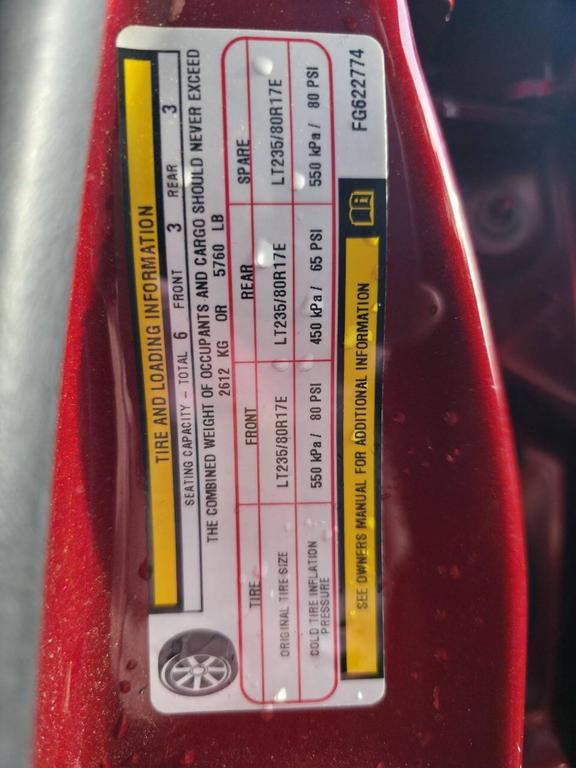 TIRE AND LOADING INFORMATION
SEATING CAPACITY - TOTAL 6 FRONT 3 REAR 3
THE COMBINED WEIGHT OF OCCUPANTS AND CARGO SHOULD NEVER EXCEED
2612 KG OR 5760 LB
TIRE FRONT REAR SPARE
ORIGINAL TIRE SIZE LT235/80R17E LT235/80R17E LT235/80R17E
COLD TIRE INFLATION PRESSURE 550 kPa/ 80 PSI 450 kPa/ 65 PSI 550 kPa/ 80 PSI
SEE OWNERS MANUAL FOR ADDITIONAL INFORMATION
FG622774